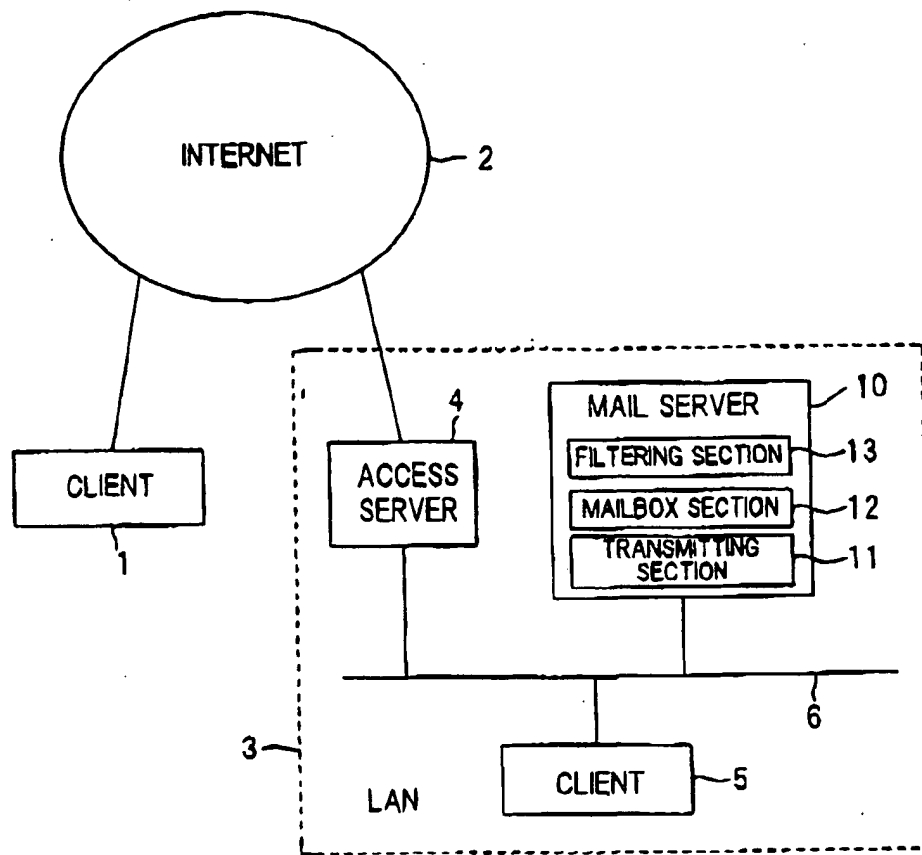 INTERNET
2
4
10
MAIL SERVER
FILTERING SECTION
13
CLIENT
ACCESS
SERVER
MAILBOX SECTION
12
1
TRANSMITTING
SECTION
11
6
3
LAN
CLIENT
5